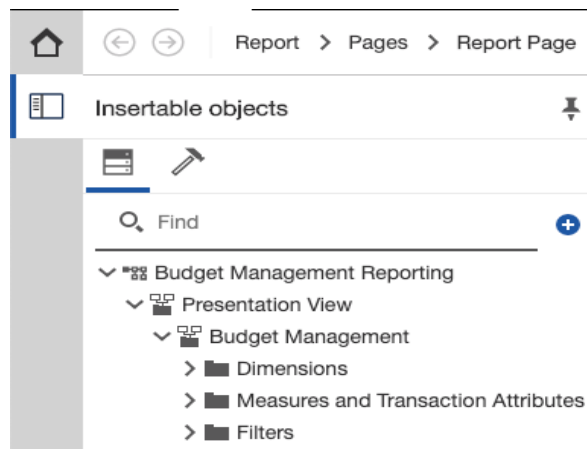 Report > Pages > Report Page
Insertable objects
Find
Budget Management Reporting
Presentation View
Budget Management
Dimensions
Measures and Transaction Attributes
Filters